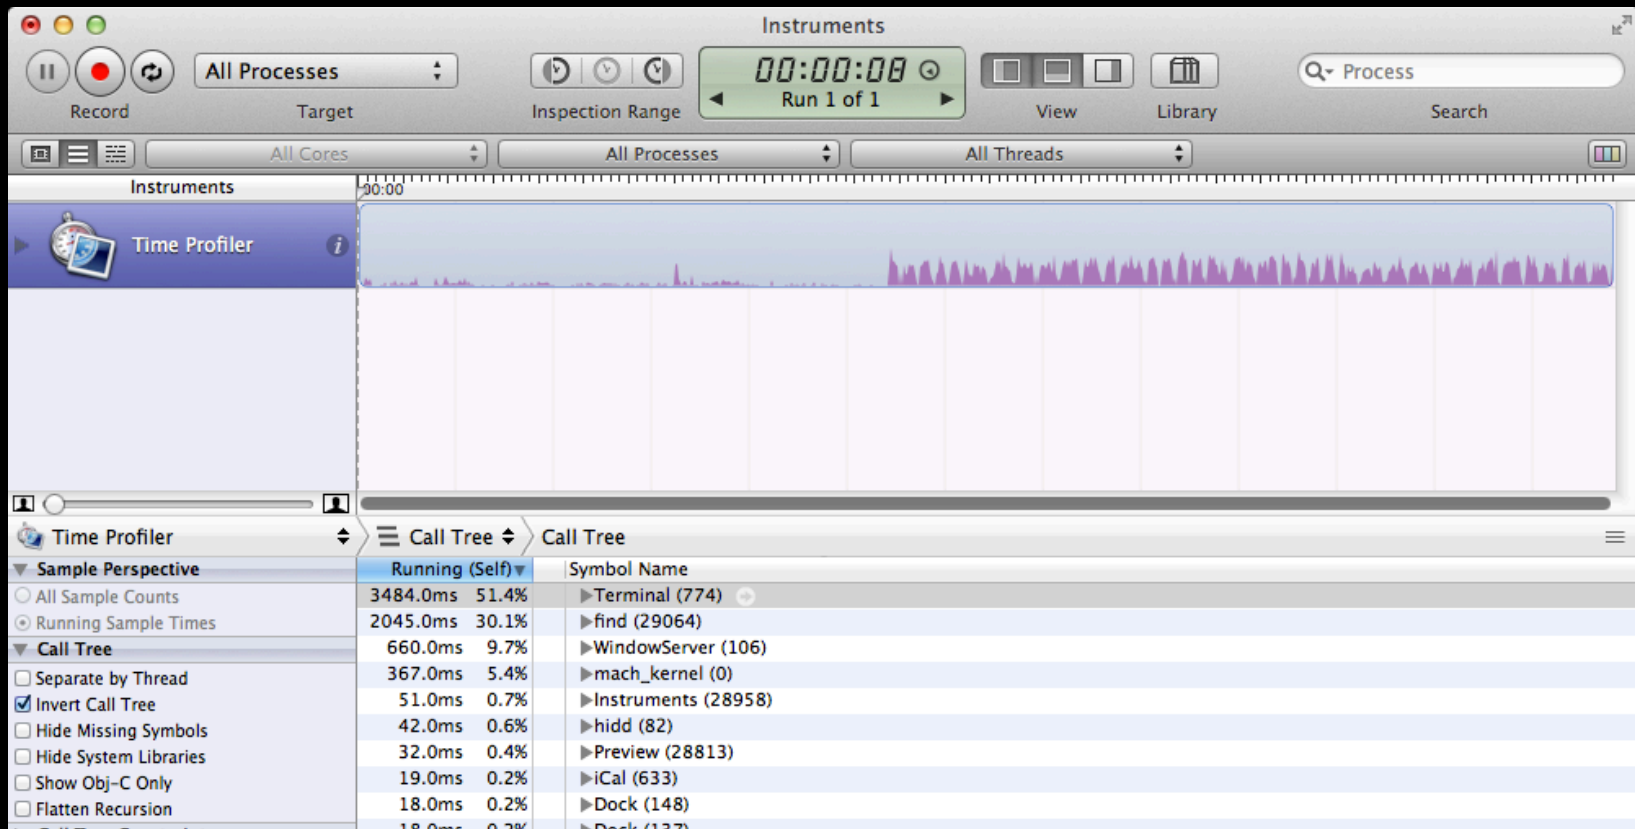 Instruments
All Processes
00:00:08
Run 1 of 1
Process
Record
Target
Inspection Range
View
Library
Search
All Cores
All Processes
All Threads
Instruments
00:00
Time Profiler
Time Profiler
Call Tree
Call Tree
Sample Perspective
Running (Self)
Symbol Name
All Sample Counts
3484.0ms 51.4% Terminal (774)
Running Sample Times
2045.0ms 30.1% find (29064)
Call Tree
660.0ms 9.7% WindowServer (106)
Separate by Thread
367.0ms 5.4% mach_kernel (0)
Invert Call Tree
51.0ms 0.7% Instruments (28958)
Hide Missing Symbols
42.0ms 0.6% hidd (82)
Hide System Libraries
32.0ms 0.4% Preview (28813)
Show Obj-C Only
19.0ms 0.2% iCal (633)
Flatten Recursion
18.0ms 0.2% Dock (148)